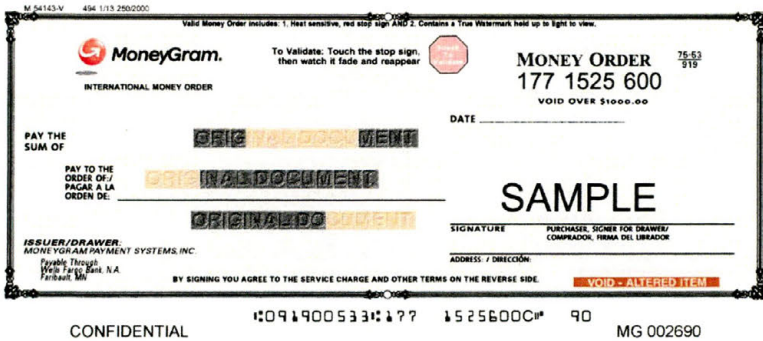 M 54143-V 494 1/13 250/2000
Valid Money Order includes: 1. Heat sensitive, red stop sign AND 2. Contains a True Watermark held up to light to view.
MoneyGram.
INTERNATIONAL MONEY ORDER
To Validate: Touch the stop sign,
then watch it fade and reappear
MONEY ORDER
75-53
919
177 1525 600
VOID OVER $1000.00
DATE
PAY THE
SUM OF
ORIGINAL DOCUMENT
PAY TO THE
ORDER OF:/
PAGAR A LA
ORDEN DE:
ORIGINAL DOCUMENT
ORIGINAL DOCUMENT
SAMPLE
SIGNATURE PURCHASER, SIGNER FOR DRAWER/
COMPRADOR, FIRMA DEL LIBRADOR
ISSUER/DRAWER:
MONEYGRAM PAYMENT SYSTEMS, INC.
Payable Through
Wells Fargo Bank, N.A.
Faribault, MN
ADDRESS: / DIRECCIÓN:
BY SIGNING YOU AGREE TO THE SERVICE CHARGE AND OTHER TERMS ON THE REVERSE SIDE.
VOID - ALTERED ITEM
⑆091900533⑆177 1525600C⑈ 90
CONFIDENTIAL
MG 002690